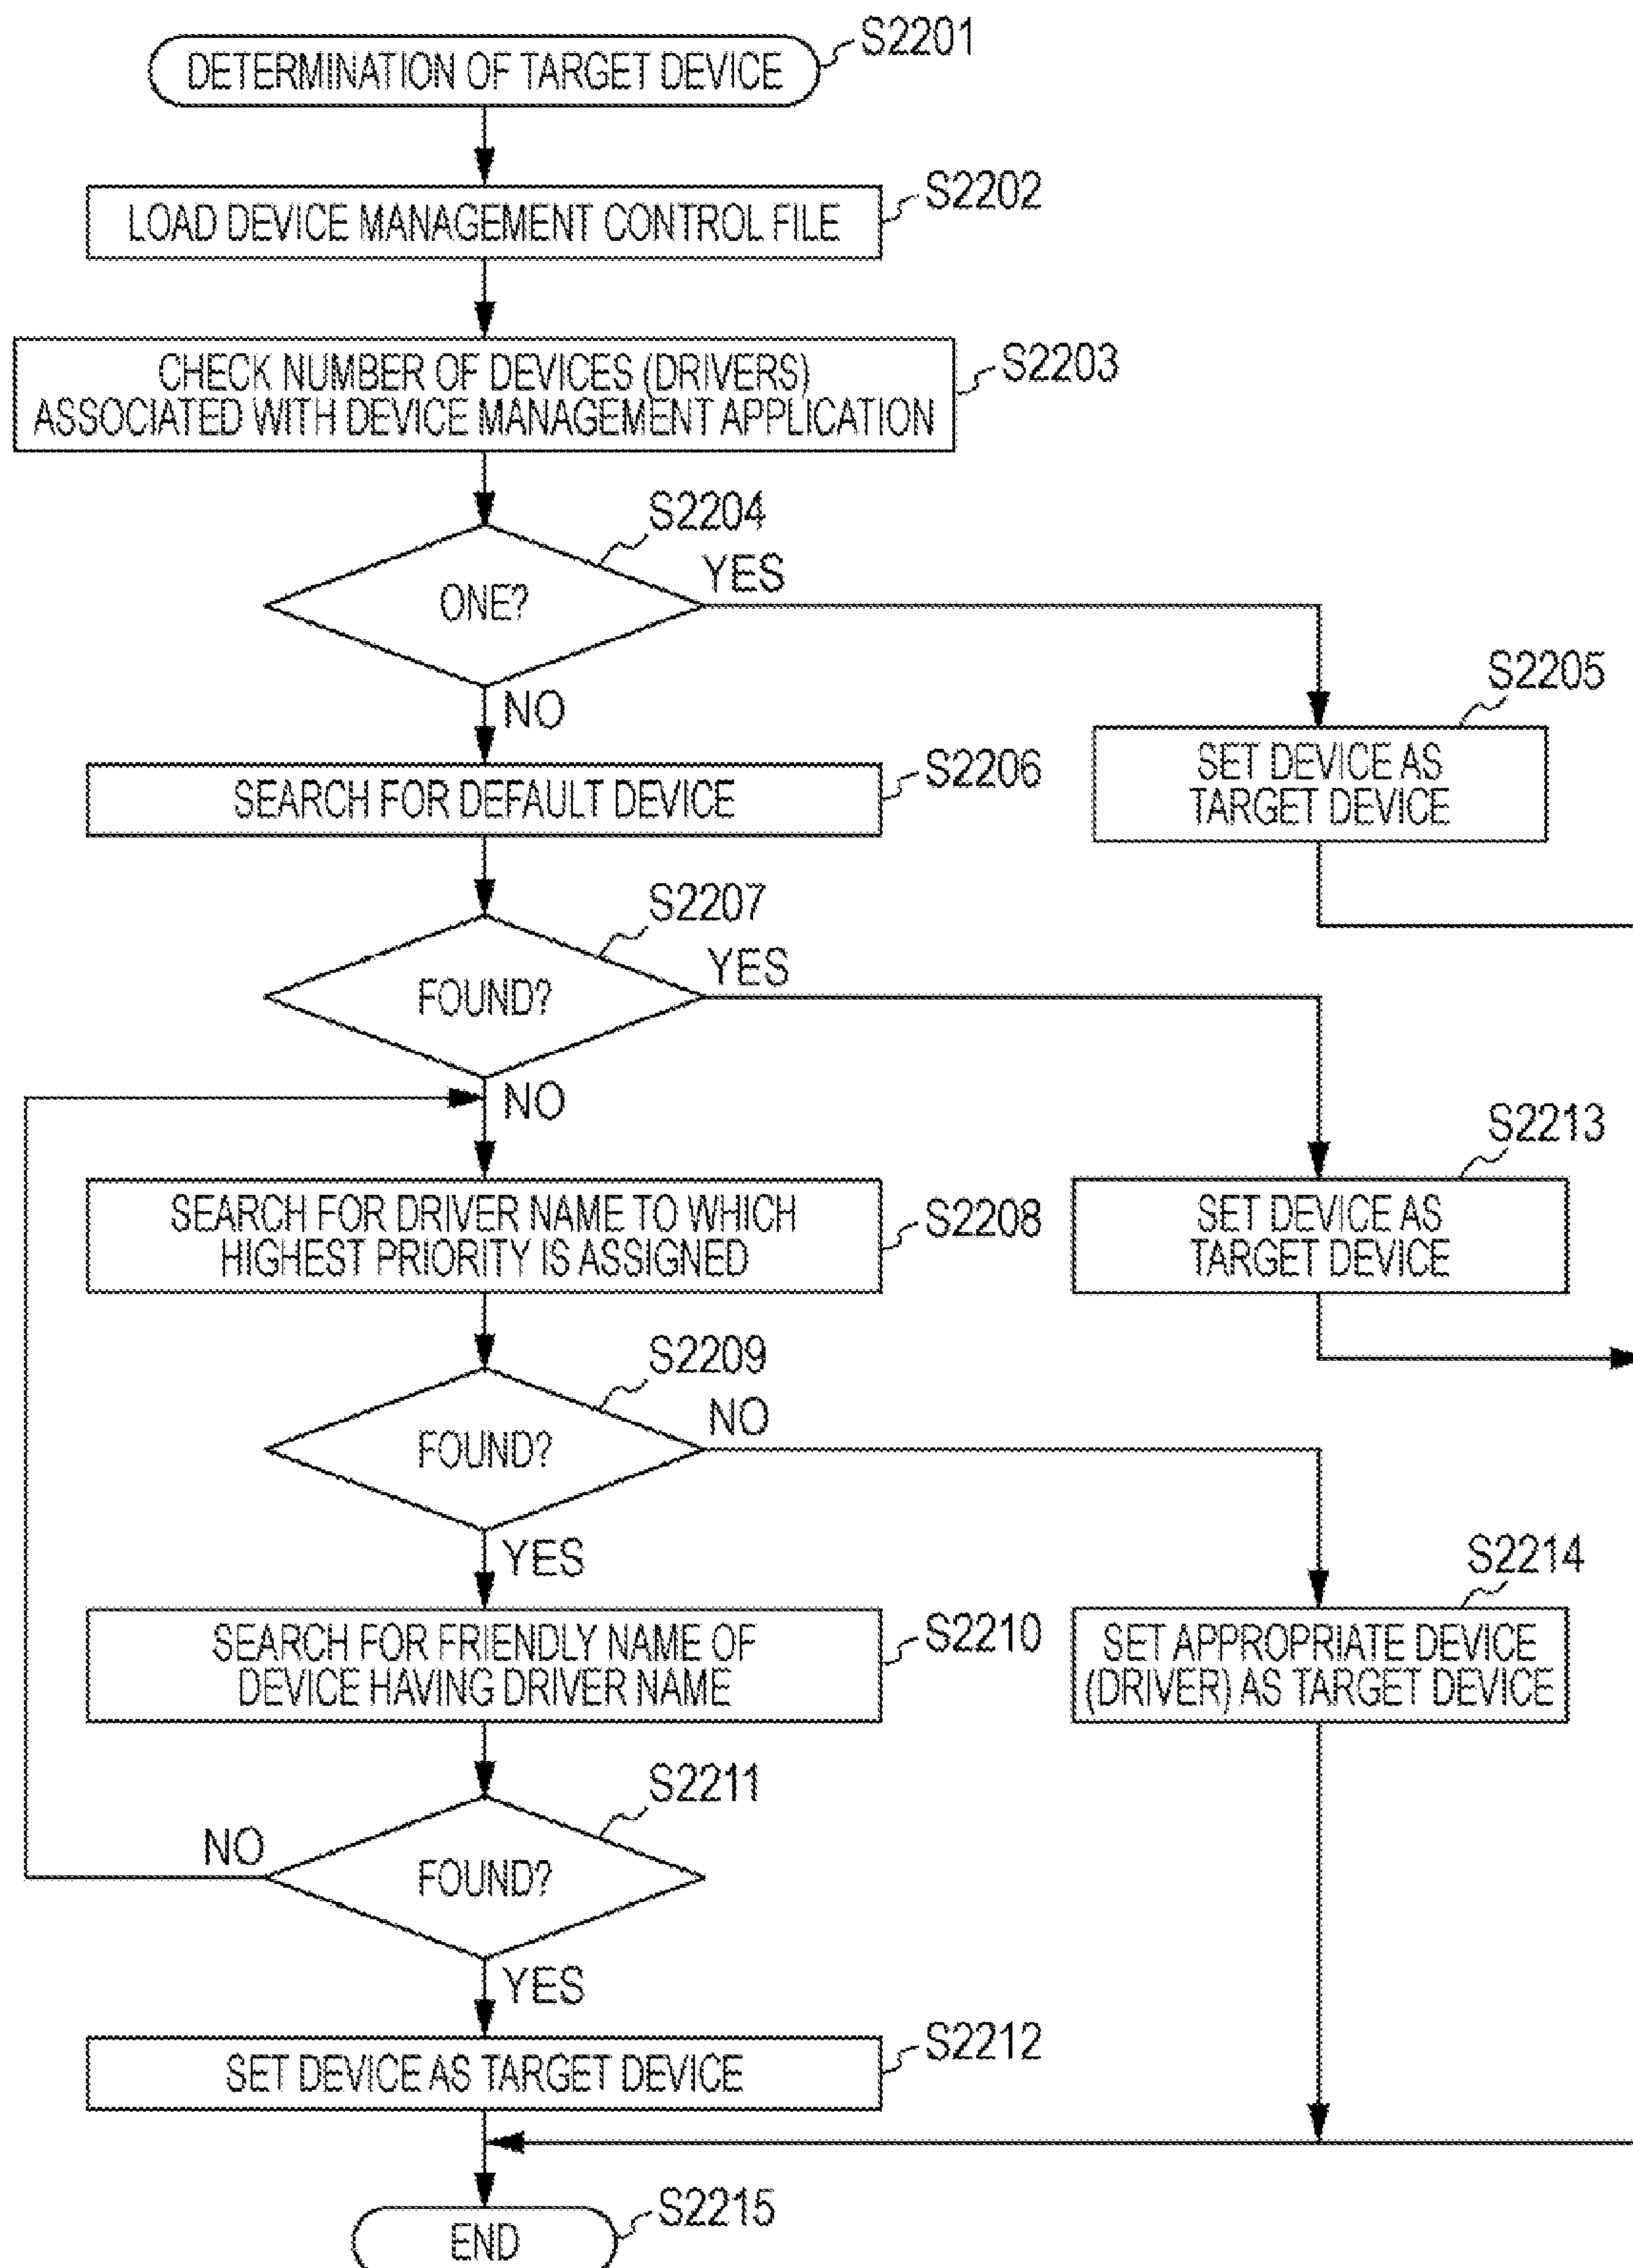 DETERMINATION OF TARGET DEVICE
S2201
LOAD DEVICE MANAGEMENT CONTROL FILE
S2202
CHECK NUMBER OF DEVICES (DRIVERS)
ASSOCIATED WITH DEVICE MANAGEMENT APPLICATION
S2203
S2204
ONE?
YES
NO
S2205
SET DEVICE AS
TARGET DEVICE
SEARCH FOR DEFAULT DEVICE
S2206
S2207
FOUND?
YES
NO
S2213
SET DEVICE AS
TARGET DEVICE
SEARCH FOR DRIVER NAME TO WHICH
HIGHEST PRIORITY IS ASSIGNED
S2208
S2209
FOUND?
NO
YES
S2214
SET APPROPRIATE DEVICE
(DRIVER) AS TARGET DEVICE
SEARCH FOR FRIENDLY NAME OF
DEVICE HAVING DRIVER NAME
S2210
S2211
FOUND?
NO
YES
SET DEVICE AS TARGET DEVICE
S2212
END
S2215